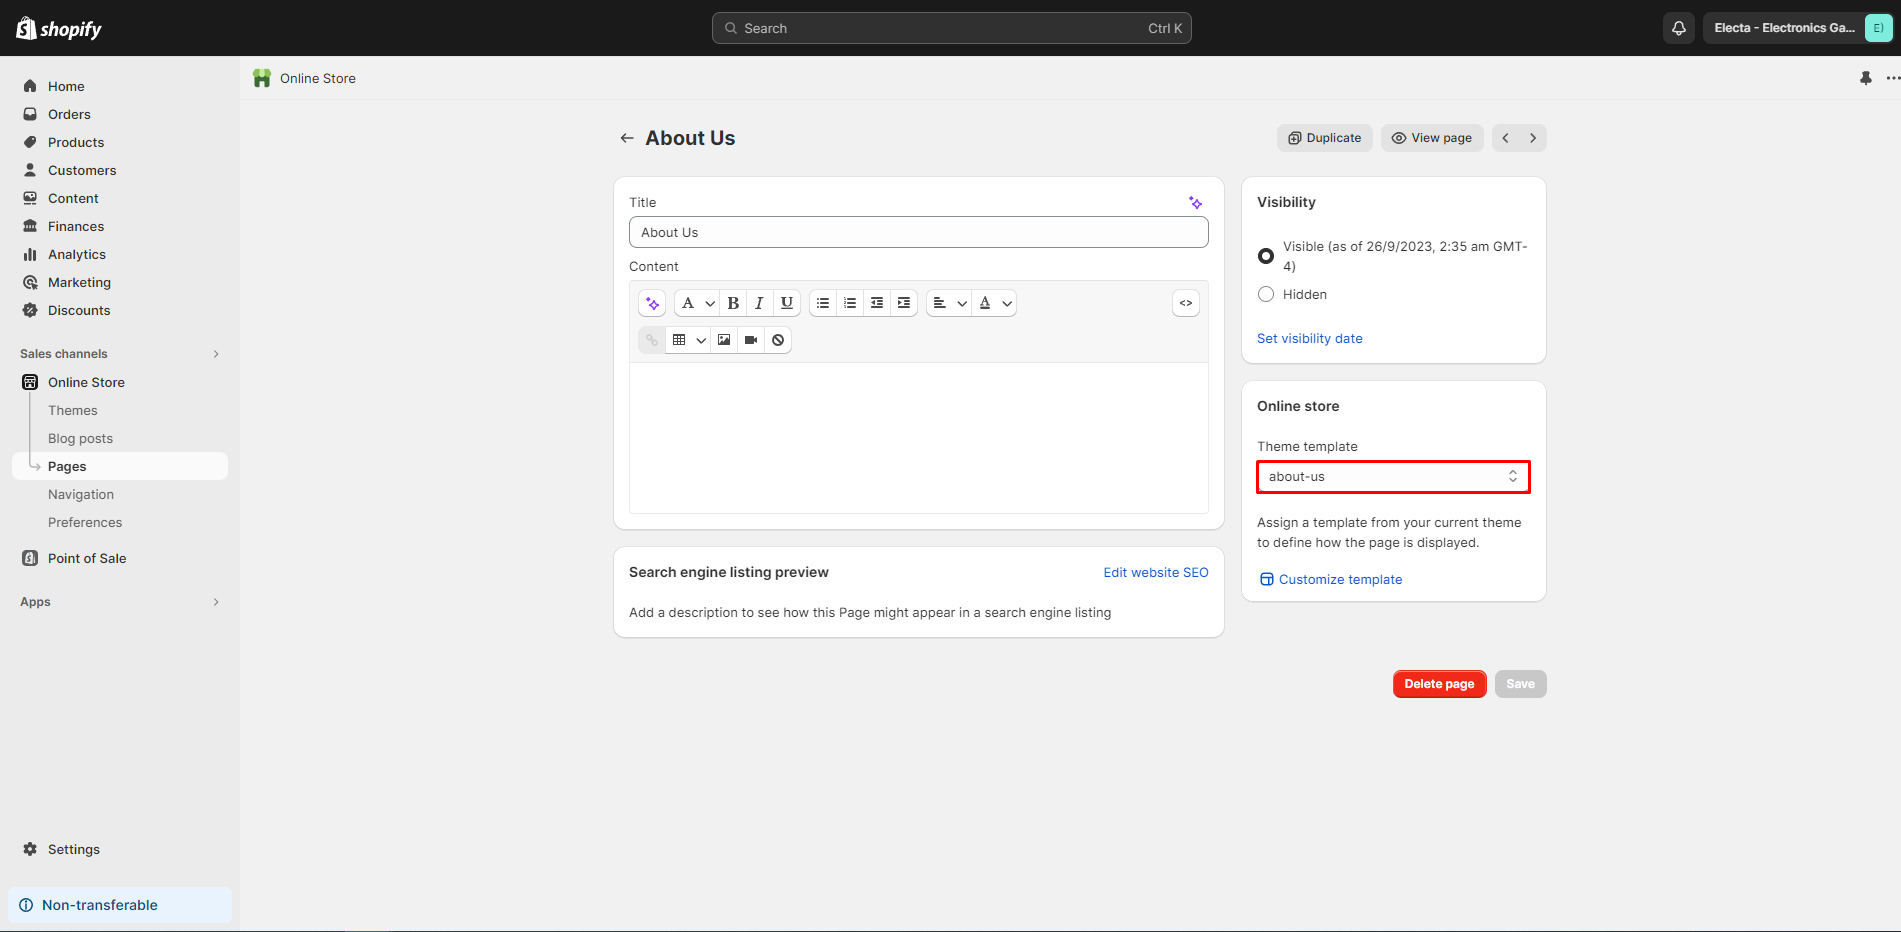 shopify
Search
Ctrl K
Electa - Electronics Ga...
E)
Home
Orders
Products
Customers
Content
Finances
Analytics
Marketing
Discounts
Sales channels
Online Store
Themes
Blog posts
Pages
Navigation
Preferences
Point of Sale
Apps
Settings
Non-transferable
Online Store
About Us
Duplicate
View page
Title
About Us
Content
A
B
I
U
A
<>
Search engine listing preview
Edit website SEO
Add a description to see how this Page might appear in a search engine listing
Visibility
Visible (as of 26/9/2023, 2:35 am GMT-
4)
Hidden
Set visibility date
Online store
Theme template
about-us
Assign a template from your current theme
to define how the page is displayed.
Customize template
Delete page
Save